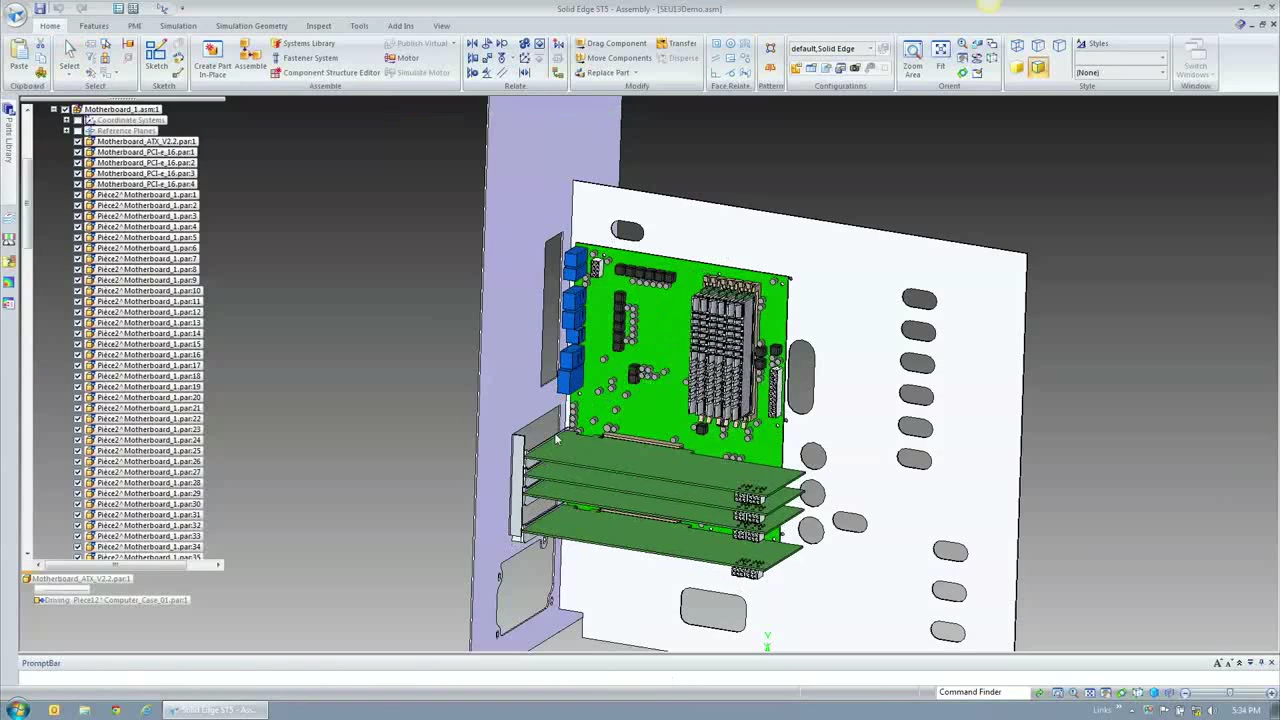 Solid Edge ST5 - Assembly - [SEU13Demo.asm]
Home Features PMI Simulation Simulation Geometry Inspect Tools Add Ins View
Paste
Clipboard
Select
Select
Sketch
Sketch
Create Part In-Place
Assemble
Systems Library
Fastener System
Component Structure Editor
Publish Virtual
Motor
Simulate Motor
Assemble
Relate
Drag Component
Move Components
Replace Part
Transfer
Disperse
Modify
Face Relate
Pattern
default,Solid Edge
Configurations
Zoom Area
Fit
Orient
Styles
(None)
Style
Switch Windows
Window
Parts Library
Motherboard_1.asm:1
Coordinate Systems
Reference Planes
Motherboard_ATX_V2.2.par:1
Motherboard_PCI-e_16.par:1
Motherboard_PCI-e_16.par:2
Motherboard_PCI-e_16.par:3
Motherboard_PCI-e_16.par:4
Pièce2^Motherboard_1.par:1
Pièce2^Motherboard_1.par:2
Pièce2^Motherboard_1.par:3
Pièce2^Motherboard_1.par:4
Pièce2^Motherboard_1.par:5
Pièce2^Motherboard_1.par:6
Pièce2^Motherboard_1.par:7
Pièce2^Motherboard_1.par:8
Pièce2^Motherboard_1.par:9
Pièce2^Motherboard_1.par:10
Pièce2^Motherboard_1.par:11
Pièce2^Motherboard_1.par:12
Pièce2^Motherboard_1.par:13
Pièce2^Motherboard_1.par:14
Pièce2^Motherboard_1.par:15
Pièce2^Motherboard_1.par:16
Pièce2^Motherboard_1.par:17
Pièce2^Motherboard_1.par:18
Pièce2^Motherboard_1.par:19
Pièce2^Motherboard_1.par:20
Pièce2^Motherboard_1.par:21
Pièce2^Motherboard_1.par:22
Pièce2^Motherboard_1.par:23
Pièce2^Motherboard_1.par:24
Pièce2^Motherboard_1.par:25
Pièce2^Motherboard_1.par:26
Pièce2^Motherboard_1.par:27
Pièce2^Motherboard_1.par:28
Pièce2^Motherboard_1.par:29
Pièce2^Motherboard_1.par:30
Pièce2^Motherboard_1.par:31
Pièce2^Motherboard_1.par:32
Pièce2^Motherboard_1.par:33
Pièce2^Motherboard_1.par:34
Pièce2^Motherboard_1.par:35
Motherboard_ATX_V2.2.par:1
Driving Piece12^Computer_Case_01.par:1
Y
PromptBar
Command Finder
Solid Edge ST5 - Ass...
Links
5:34 PM